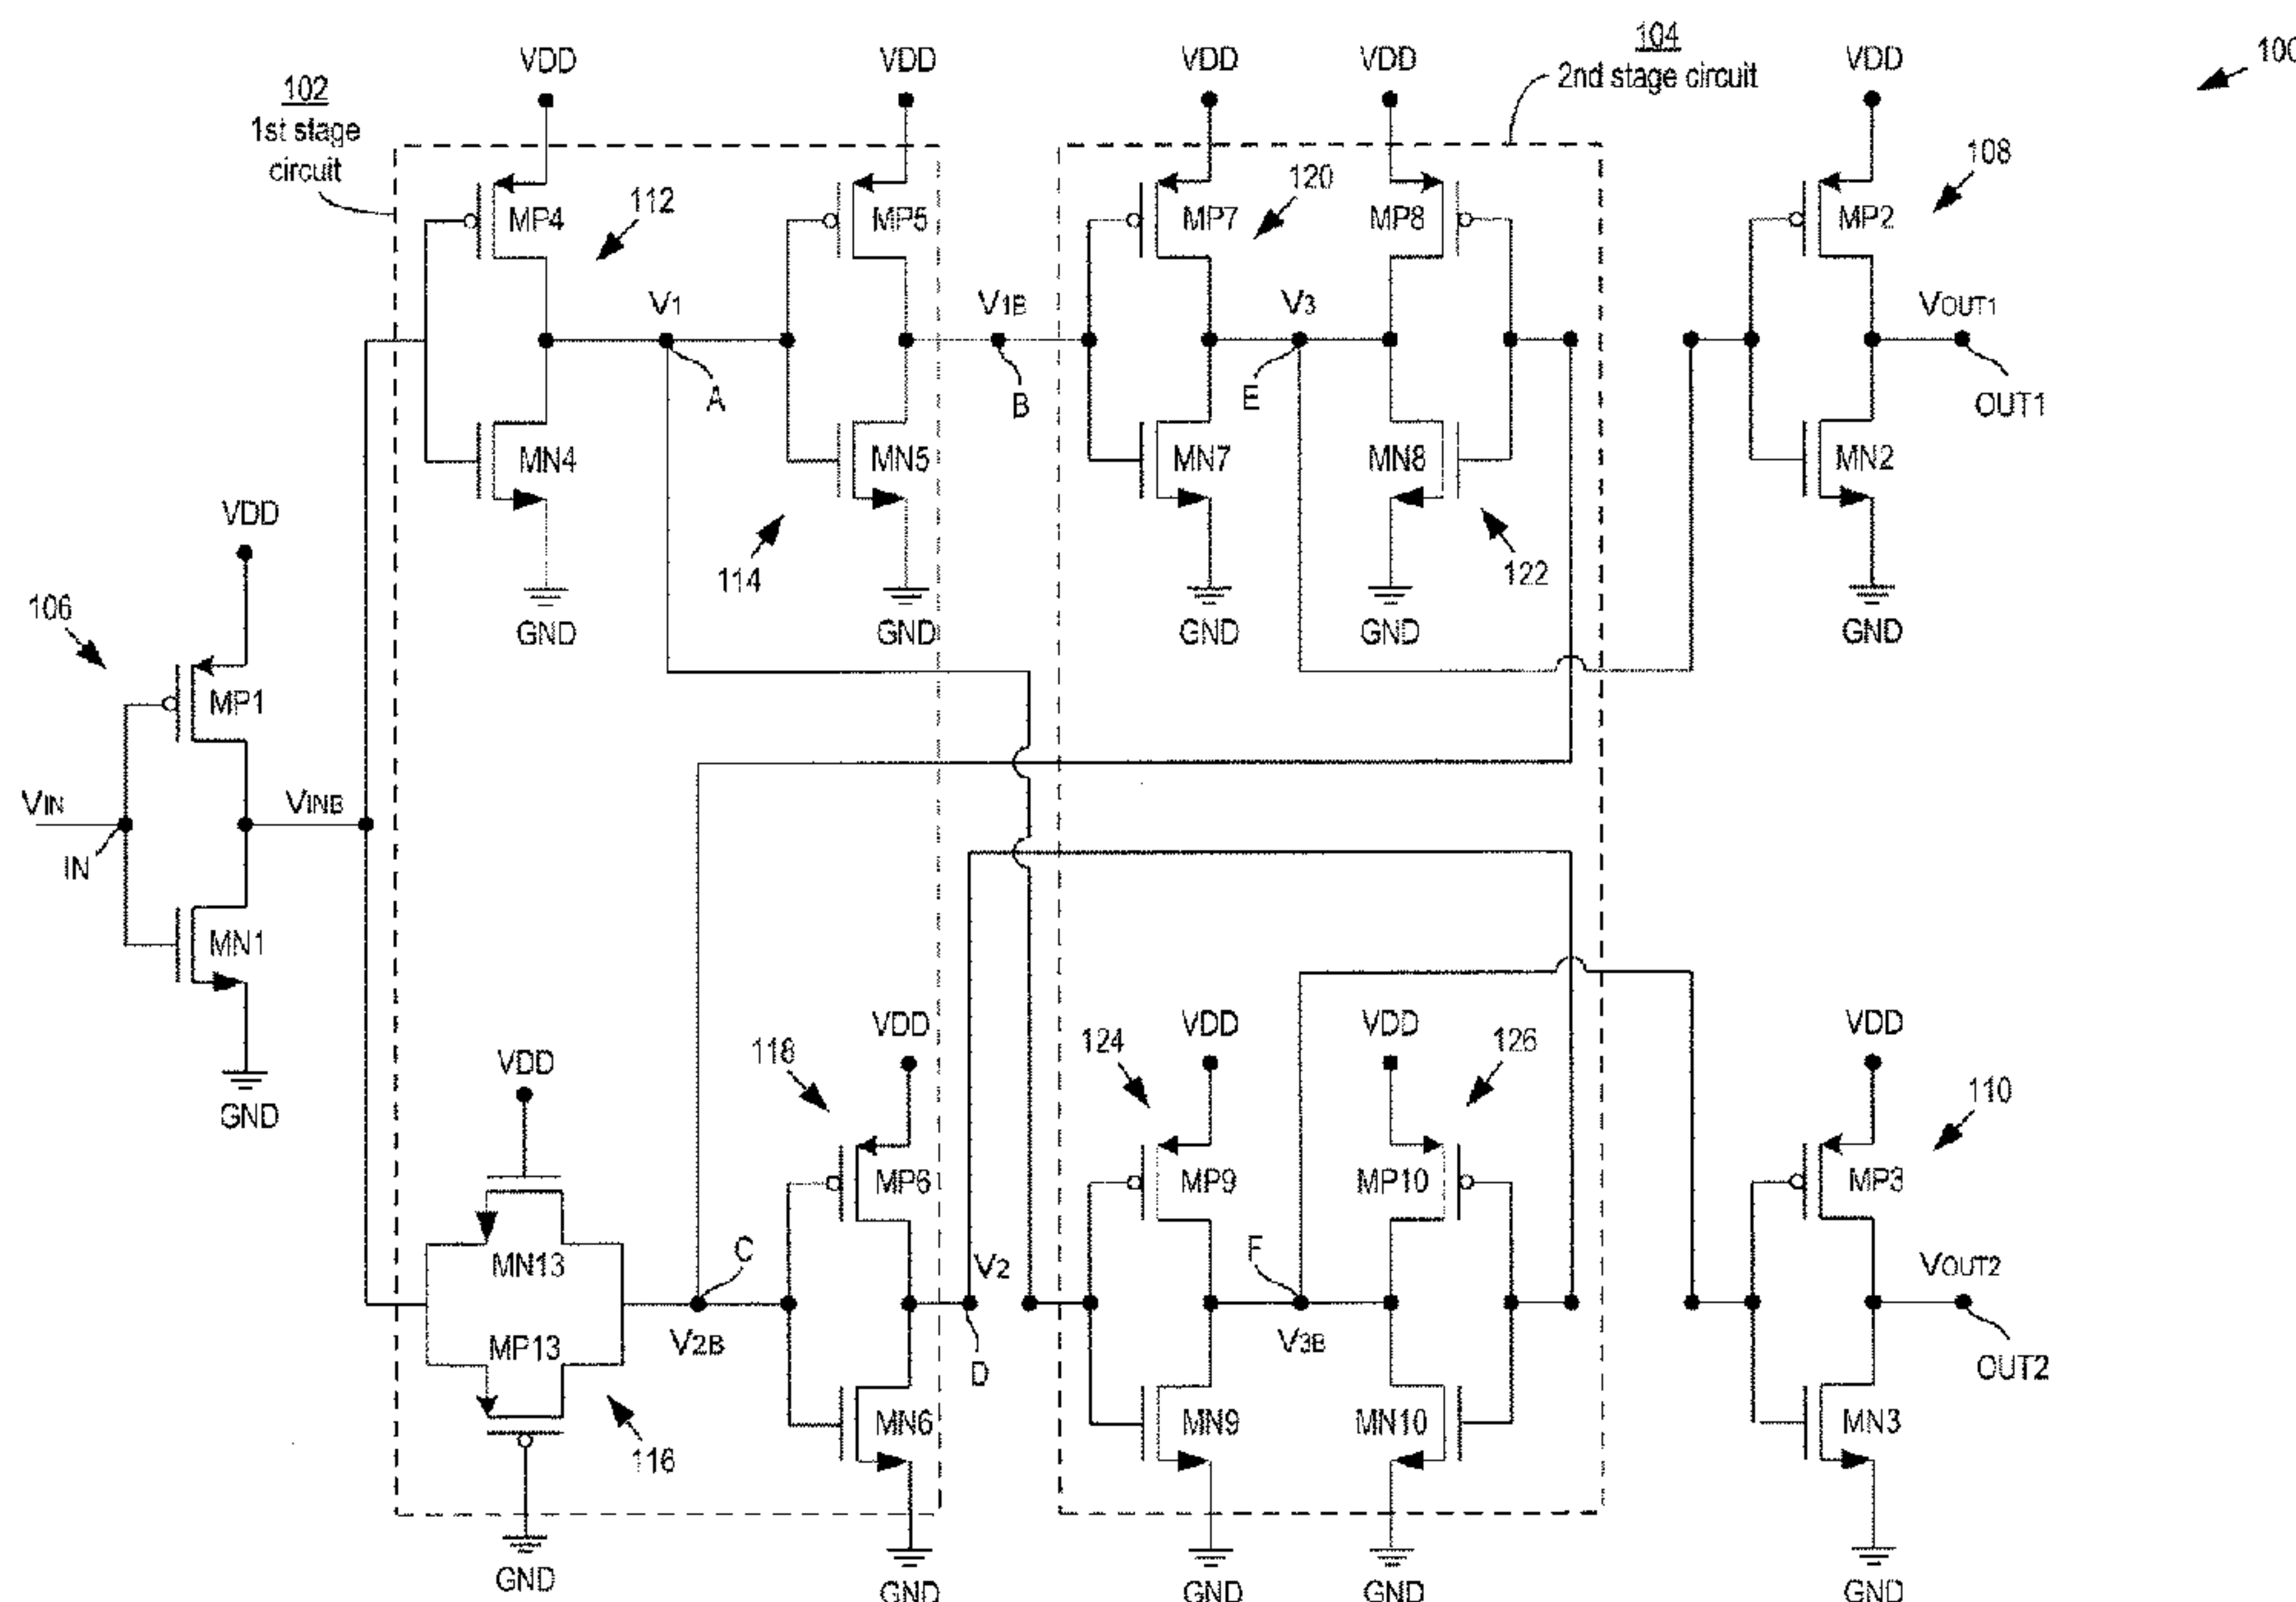 100
104
2nd stage circuit
102
1st stage
circuit
VDD
VDD
VDD
VDD
VDD
MP4
112
MP5
MP7
120
MP8
MP2
108
V1
V1B
V3
VOUT1
A
B
E
OUT1
MN4
MN5
MN7
MN8
MN2
114
122
GND
GND
GND
GND
GND
VDD
106
MP1
VIN
VINB
IN
MN1
GND
VDD
118
VDD
124
VDD
VDD
126
VDD
110
MP6
MP9
MP10
MP3
MN13
C
V2
F
VOUT2
MP13
V2B
D
V3B
OUT2
116
MN6
MN9
MN10
MN3
GND
GND
GND
GND
GND